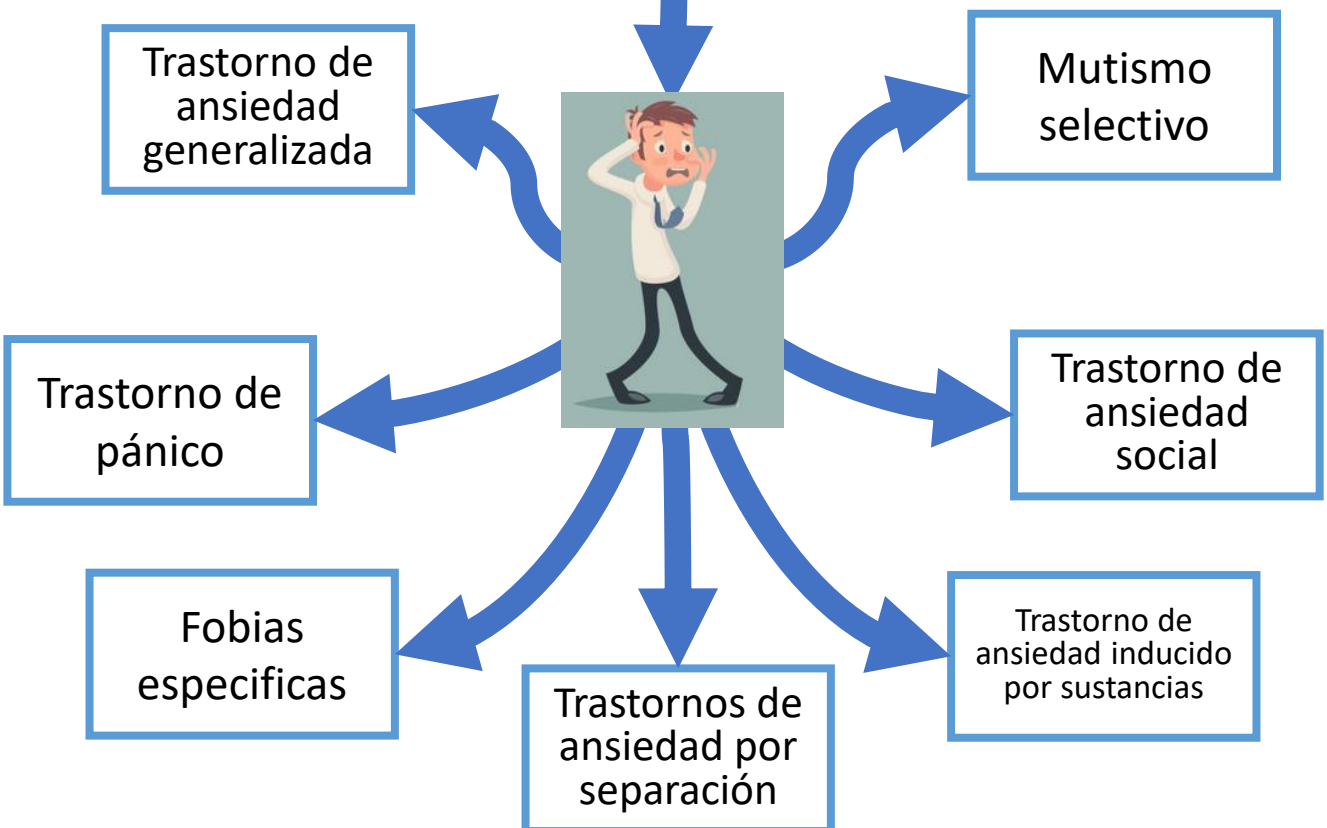 Trastorno de
ansiedad
generalizada
Mutismo
selectivo
Trastorno de
pánico
Trastorno de
ansiedad
social
Fobias
especificas
Trastornos de
ansiedad por
separación
Trastorno de
ansiedad inducido
por sustancias